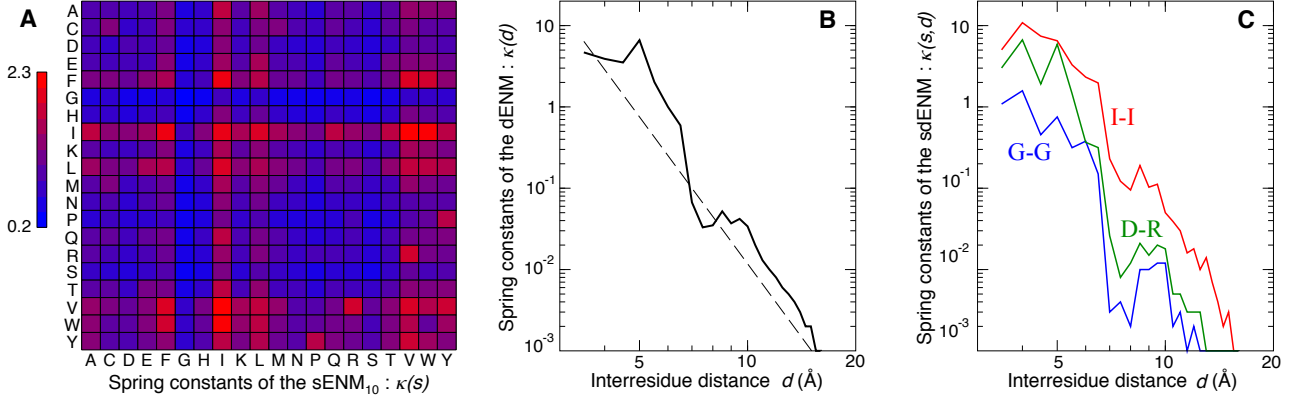 A
2.3
0.2
A
C
D
E
F
G
H
I
K
L
M
N
P
Q
R
S
T
V
W
Y
A C D E F G H I K L M N P Q R S T V W Y
Spring constants of the sENM10 : κ(s)
B
Spring constants of the dENM : κ(d)
10
1
10-1
10-2
10-3
5 10 20
Interresidue distance d (Å)
C
Spring constants of the sdENM : κ(s,d)
10
1
10-1
10-2
10-3
I-I
G-G
D-R
5 10 20
Interresidue distance d (Å)